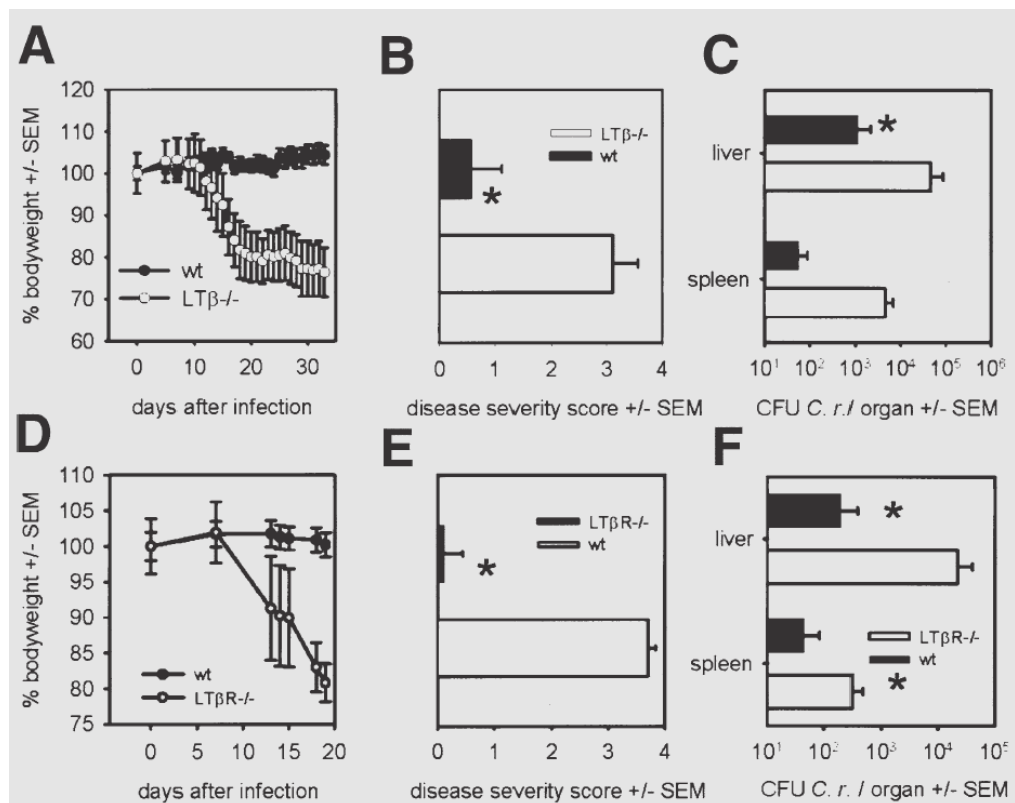 A
% bodyweight +/- SEM
120
110
100
90
80
70
60
wt
LTβ-/-
0 10 20 30
days after infection
B
LTβ-/-
wt
*
0 1 2 3 4
disease severity score +/- SEM
C
liver
*
spleen
10¹ 10² 10³ 10⁴ 10⁵ 10⁶
CFU C. r./ organ +/- SEM
D
% bodyweight +/- SEM
110
105
100
95
90
85
80
75
wt
LTβR-/-
0 5 10 15 20
days after infection
E
LTβR-/-
wt
*
0 1 2 3 4
disease severity score +/- SEM
F
liver
*
LTβR-/-
wt
spleen
*
10¹ 10² 10³ 10⁴ 10⁵
CFU C. r. / organ +/- SEM